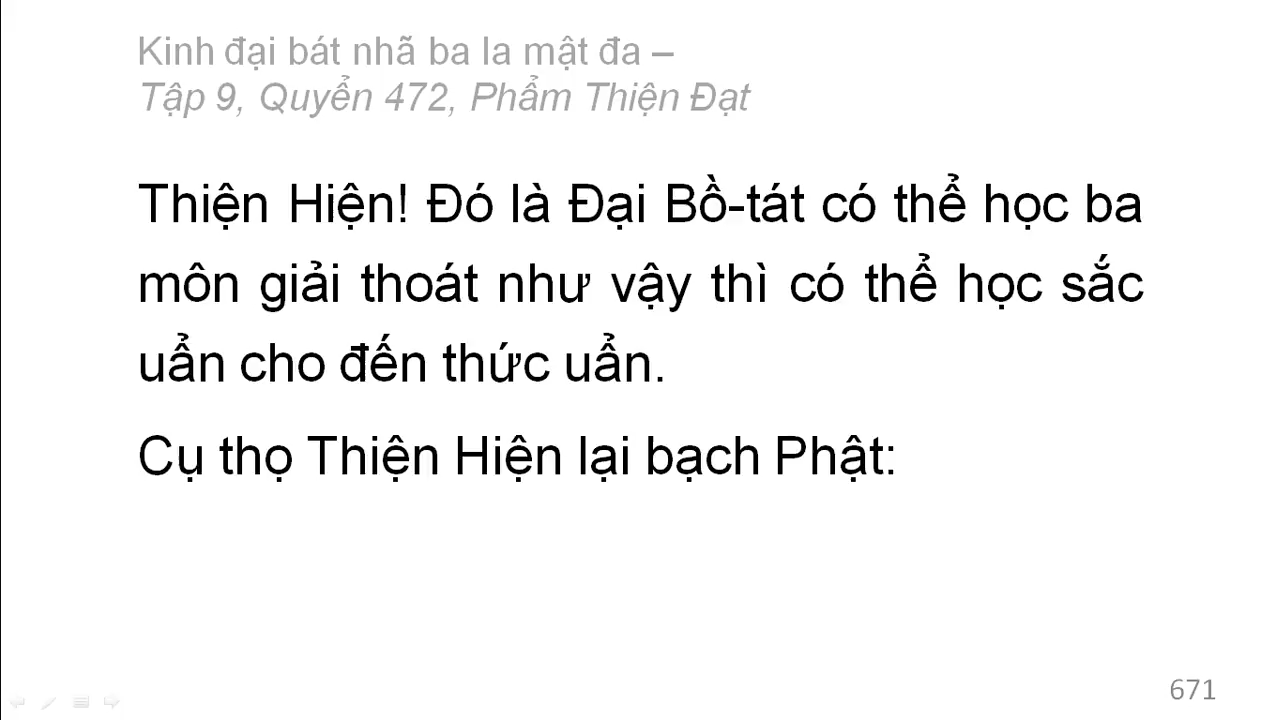 Kinh đại bát nhã ba la mật đa –
Tập 9, Quyển 472, Phẩm Thiện Đạt
Thiện Hiện! Đó là Đại Bồ-tát có thể học ba
môn giải thoát như vậy thì có thể học sắc
uẩn cho đến thức uẩn.
Cụ thọ Thiện Hiện lại bạch Phật:
671